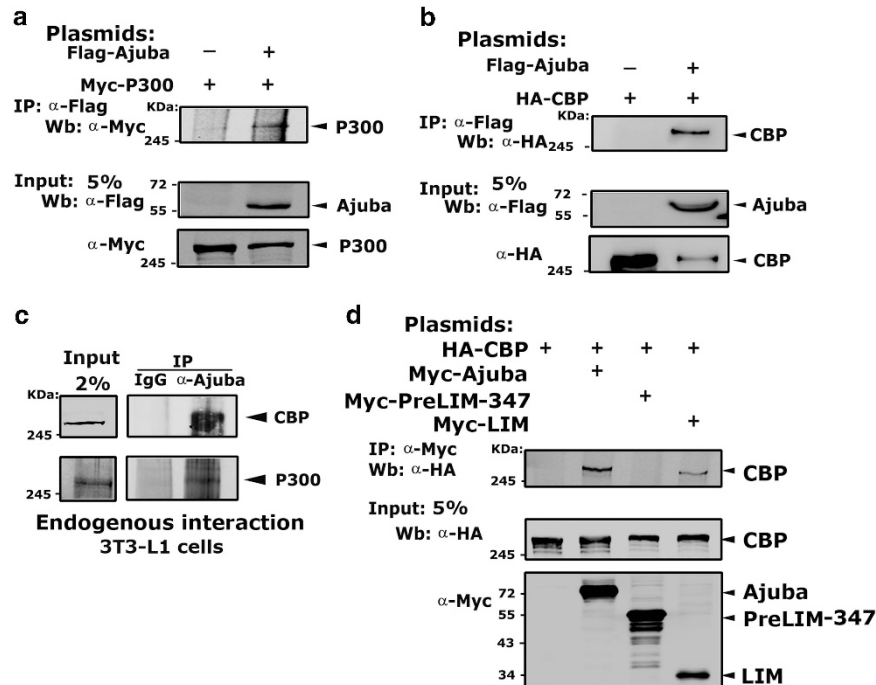 a
Plasmids:
Flag-Ajuba − +
Myc-P300 + +
IP: α-Flag KDa:
Wb: α-Myc P300
245 -
Input: 5%
Wb: α-Flag 72 - Ajuba
55 -
α-Myc P300
245 -
b
Plasmids:
Flag-Ajuba − +
HA-CBP + +
IP: α-Flag KDa:
Wb: α-HA 245 - CBP
Input: 5%
Wb: α-Flag 72 - Ajuba
55 -
α-HA CBP
245 -
c
Input IP
2% IgG α-Ajuba
KDa:
CBP
245 -
P300
245 -
Endogenous interaction
3T3-L1 cells
d
Plasmids:
HA-CBP + + + +
Myc-Ajuba +
Myc-PreLIM-347 +
Myc-LIM +
IP: α-Myc KDa:
Wb: α-HA CBP
245 -
Input: 5%
Wb: α-HA CBP
245 -
α-Myc 72 - Ajuba
55 - PreLIM-347
43 -
34 - LIM